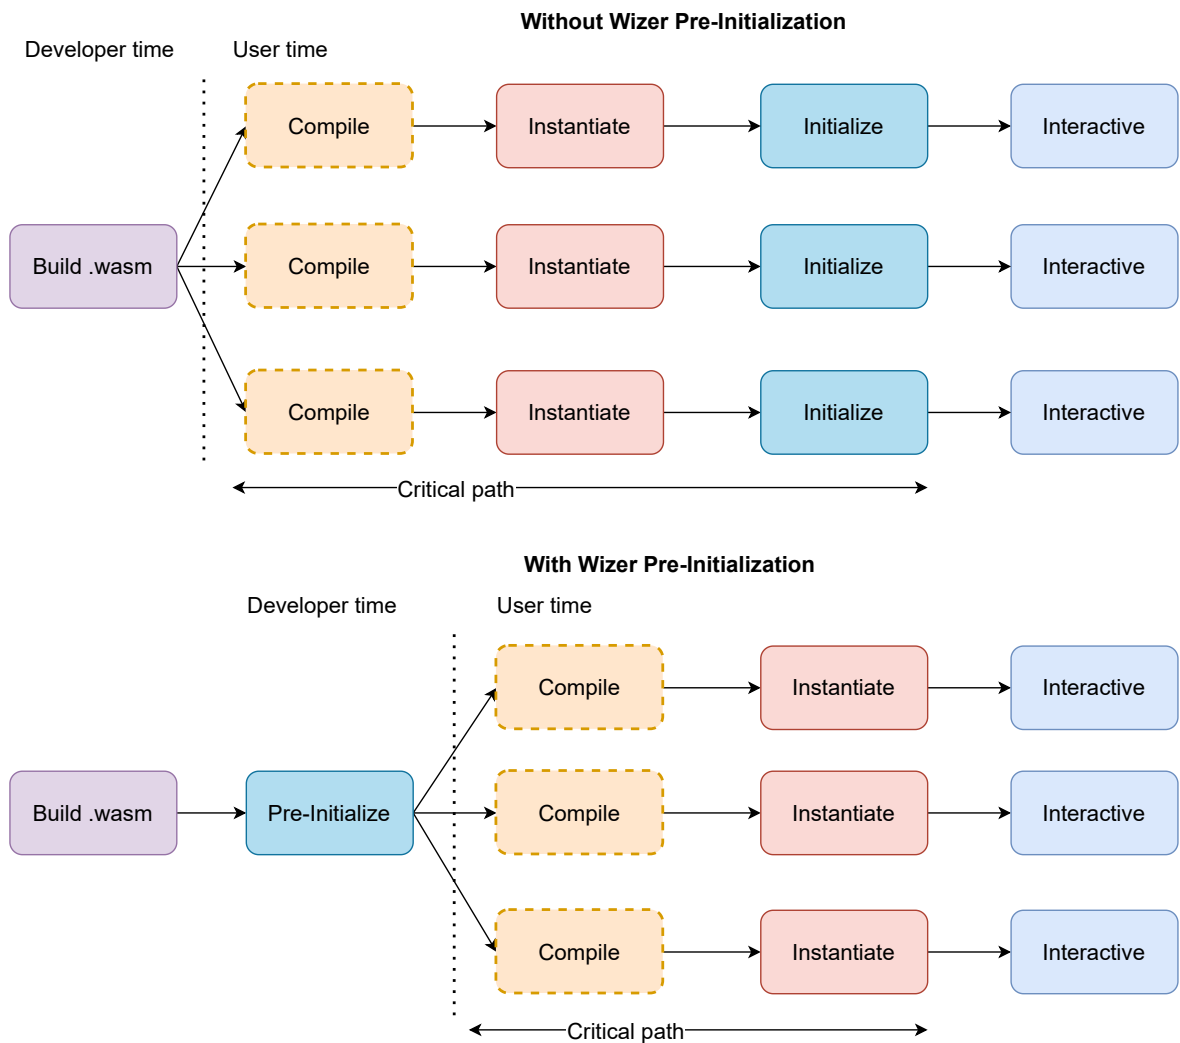 Without Wizer Pre-Initialization
Developer time
User time
Compile
Instantiate
Initialize
Interactive
Build .wasm
Compile
Instantiate
Initialize
Interactive
Compile
Instantiate
Initialize
Interactive
Critical path
With Wizer Pre-Initialization
Developer time
User time
Compile
Instantiate
Interactive
Build .wasm
Pre-Initialize
Compile
Instantiate
Interactive
Compile
Instantiate
Interactive
Critical path